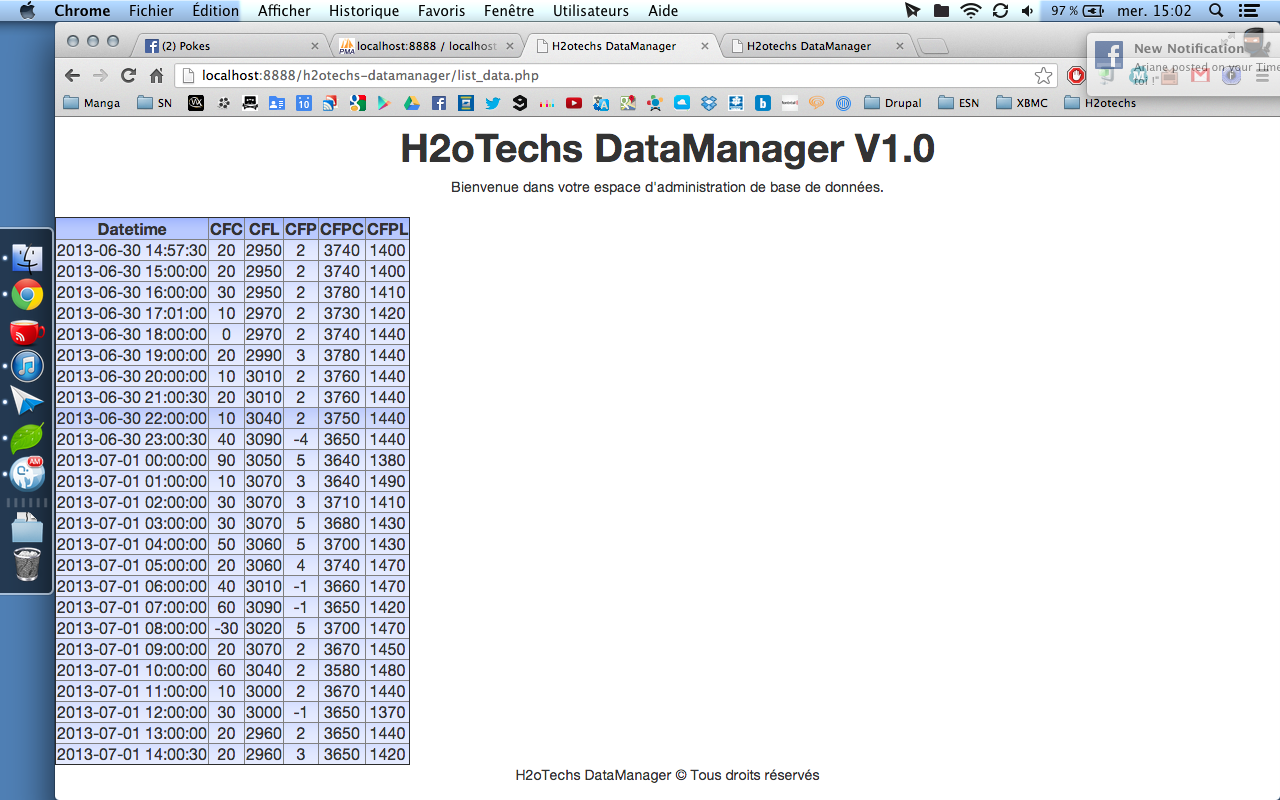 Chrome Fichier Édition Afficher Historique Favoris Fenêtre Utilisateurs Aide 97 % mer. 15:02
(2) Pokes localhost:8888 / localhost H2otechs DataManager H2otechs DataManager
New Notification
Ariane posted on your Time
toi !"
localhost:8888/h2otechs-datamanager/list_data.php
Manga SN Drupal ESN XBMC H2otechs
H2oTechs DataManager V1.0
Bienvenue dans votre espace d'administration de base de données.
Datetime CFC CFL CFP CFPC CFPL
2013-06-30 14:57:30 20 2950 2 3740 1400
2013-06-30 15:00:00 20 2950 2 3740 1400
2013-06-30 16:00:00 30 2950 2 3780 1410
2013-06-30 17:01:00 10 2970 2 3730 1420
2013-06-30 18:00:00 0 2970 2 3740 1440
2013-06-30 19:00:00 20 2990 3 3780 1440
2013-06-30 20:00:00 10 3010 2 3760 1440
2013-06-30 21:00:30 20 3010 2 3760 1440
2013-06-30 22:00:00 10 3040 2 3750 1440
2013-06-30 23:00:30 40 3090 -4 3650 1440
2013-07-01 00:00:00 90 3050 5 3640 1380
2013-07-01 01:00:00 10 3070 3 3640 1490
2013-07-01 02:00:00 30 3070 3 3710 1410
2013-07-01 03:00:00 30 3070 5 3680 1430
2013-07-01 04:00:00 50 3060 5 3700 1430
2013-07-01 05:00:00 20 3060 4 3740 1470
2013-07-01 06:00:00 40 3010 -1 3660 1470
2013-07-01 07:00:00 60 3090 -1 3650 1420
2013-07-01 08:00:00 -30 3020 5 3700 1470
2013-07-01 09:00:00 20 3070 2 3670 1450
2013-07-01 10:00:00 60 3040 2 3580 1480
2013-07-01 11:00:00 10 3000 2 3670 1440
2013-07-01 12:00:00 30 3000 -1 3650 1370
2013-07-01 13:00:00 20 2960 2 3650 1440
2013-07-01 14:00:30 20 2960 3 3650 1420
H2oTechs DataManager © Tous droits réservés